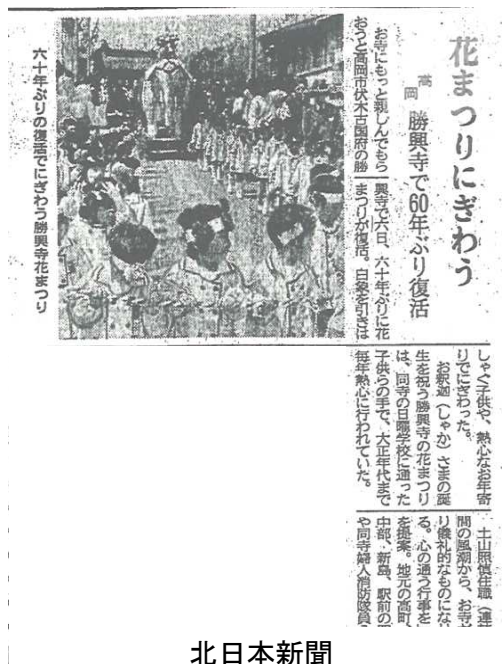 花まつりにぎわう
高岡
勝興寺で60年ぶり復活
お寺にもっと親しんでもら
おうと高岡市伏木古国府の勝
興寺で六日、六十年ぶりに花
まつりが復活。白象を引きは
しゃぐ子供や、熱心なお年寄
りでにぎわった。
お釈迦(しゃか)さまの誕
生を祝う勝興寺の花まつり
は、同寺の日曜学校に通った
子供らの手で、大正年代まで
毎年熱心に行われていた。
土山照慎住職(連
間の風潮から、お寺
り儀礼的なものにな
る。心の通う行事を
を提案。地元の高町、
中部、新島、駅前の
や同寺婦人消防隊員
六十年ぶりの復活でにぎわう勝興寺花まつり
北日本新聞